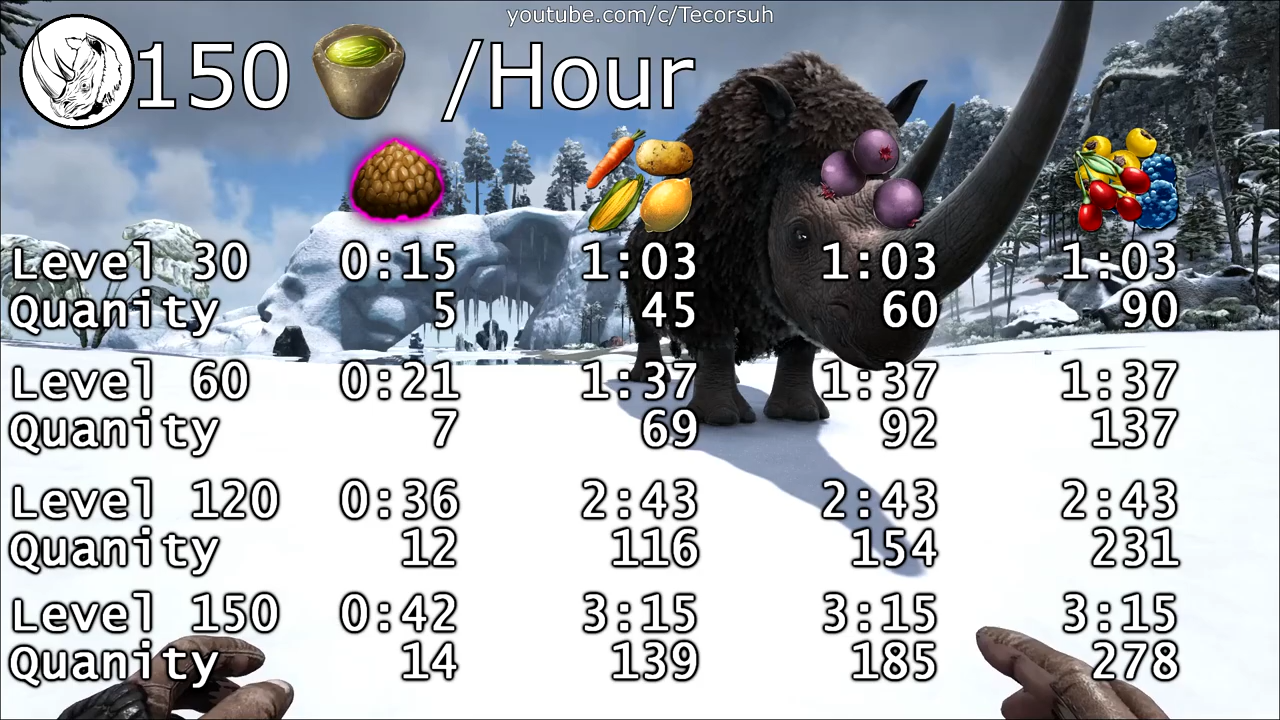 youtube.com/c/Tecorsuh
150 /Hour
Level 30 0:15 1:03 1:03 1:03
Quanity 5 45 60 90
Level 60 0:21 1:37 1:37 1:37
Quanity 7 69 92 137
Level 120 0:36 2:43 2:43 2:43
Quanity 12 116 154 231
Level 150 0:42 3:15 3:15 3:15
Quanity 14 139 185 278